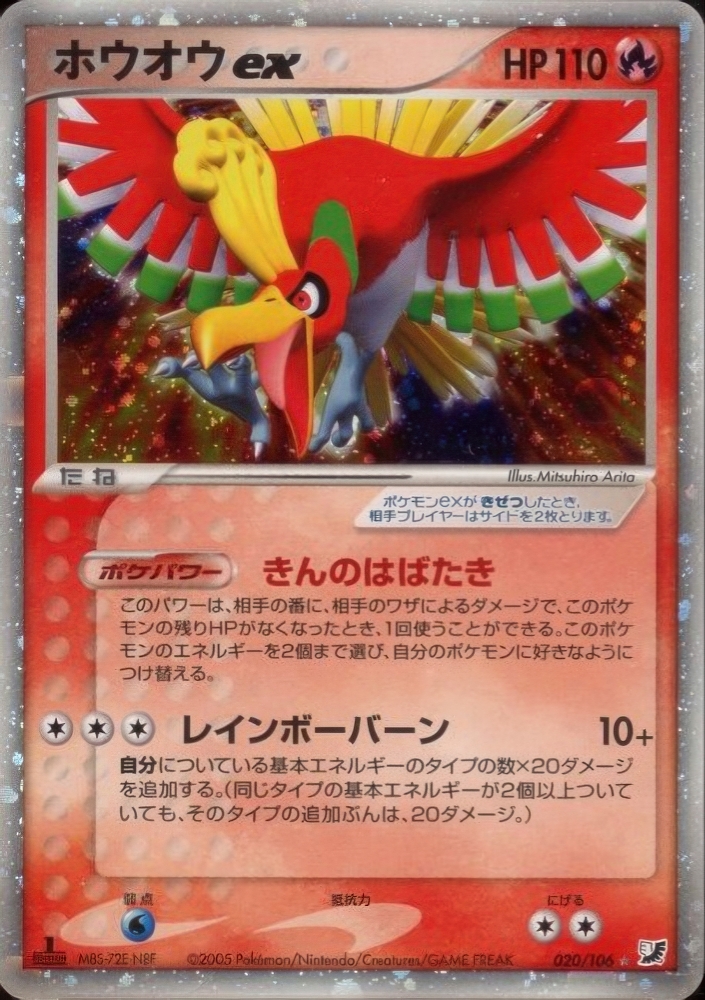 ホウオウex HP110
たね
Illus.Mitsuhiro Arita
ポケモンexがきぜつしたとき、
相手プレイヤーはサイドを2枚とります。
ポケパワー きんのはばたき
このパワーは、相手の番に、相手のワザによるダメージで、このポケ
モンの残りHPがなくなったとき、1回使うことができる。このポケ
モンのエネルギーを2個まで選び、自分のポケモンに好きなように
つけ替える。
レインボーバーン 10+
自分についている基本エネルギーのタイプの数×20ダメージ
を追加する。(同じタイプの基本エネルギーが2個以上ついて
いても、そのタイプの追加ぶんは、20ダメージ。)
弱点 抵抗力 にげる
1
EDITION
©2005 Pokémon/Nintendo/Creatures/GAME FREAK
020/106